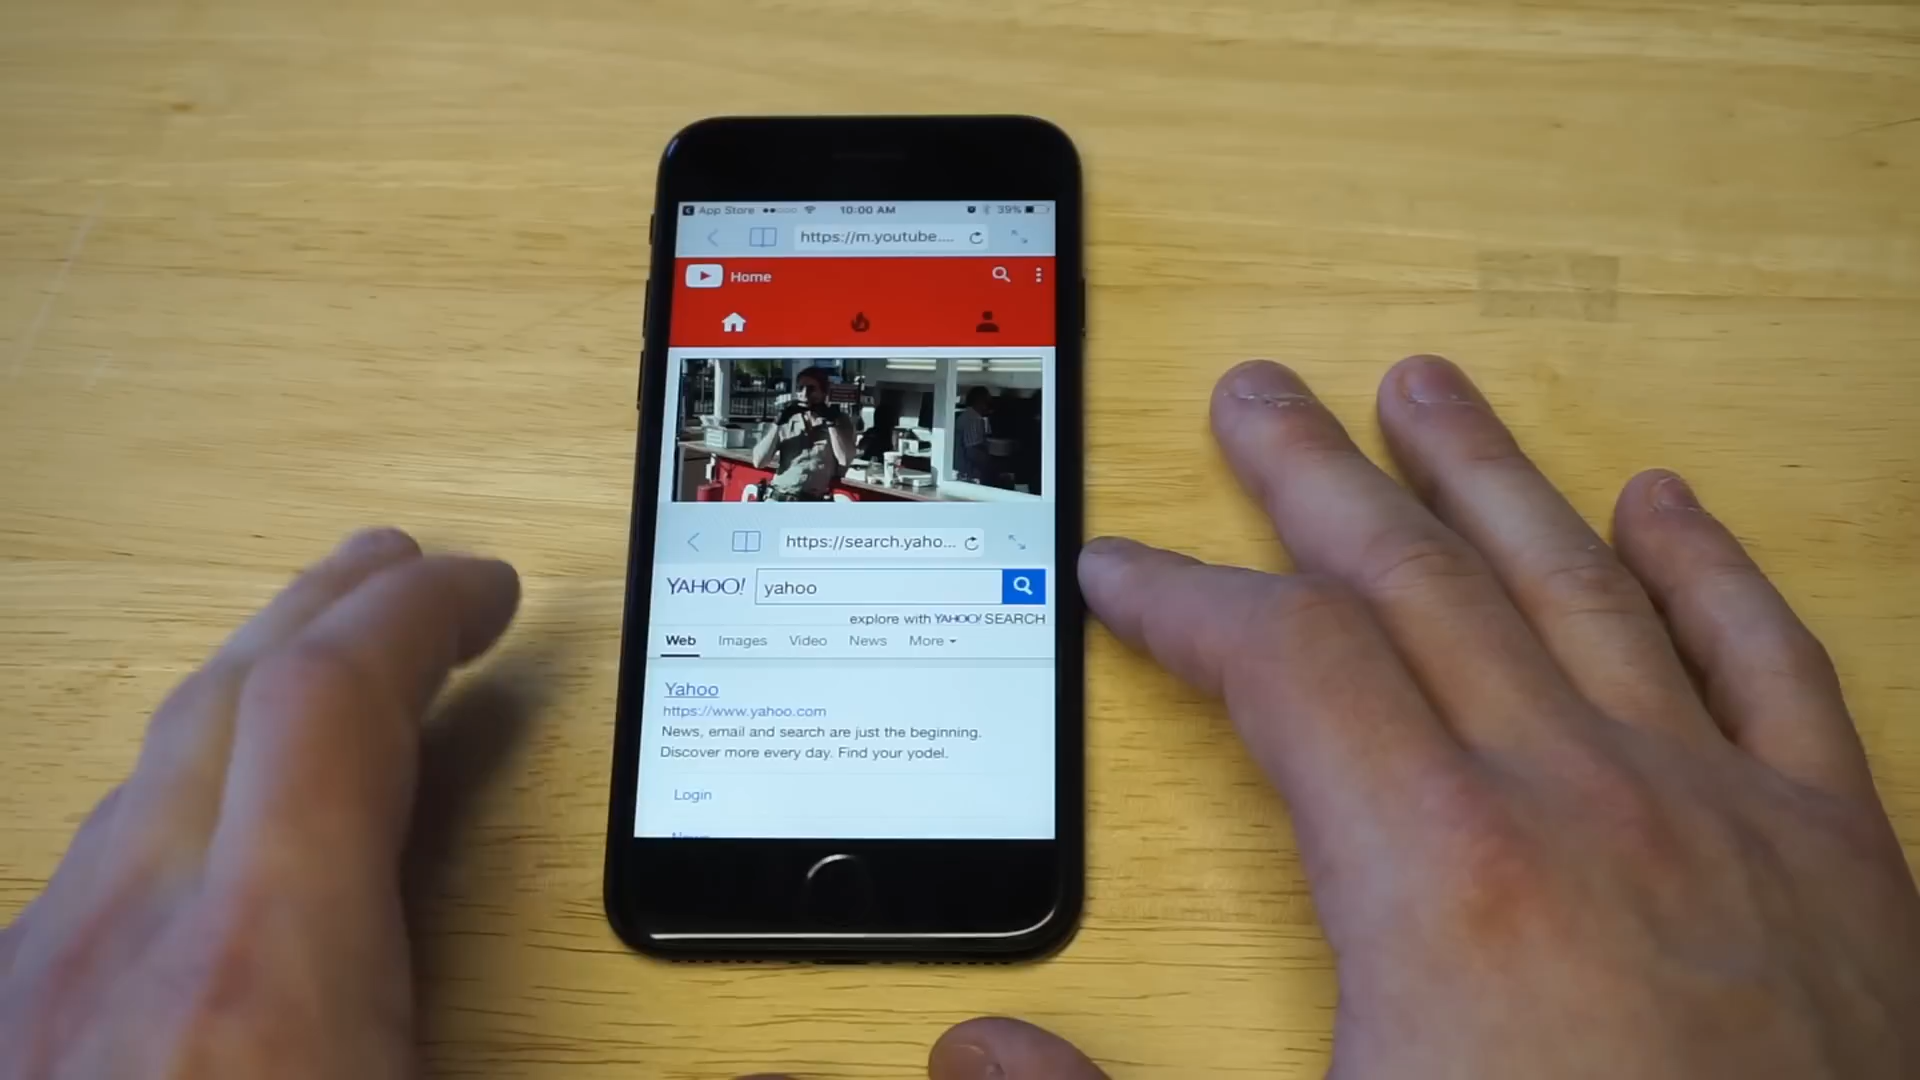 App Store 10:00 AM 39%
https://m.youtube....
Home
https://search.yaho...
YAHOO! yahoo
explore with YAHOO! SEARCH
Web Images Video News More
Yahoo
https://www.yahoo.com
News, email and search are just the beginning.
Discover more every day. Find your yodel.
Login
News